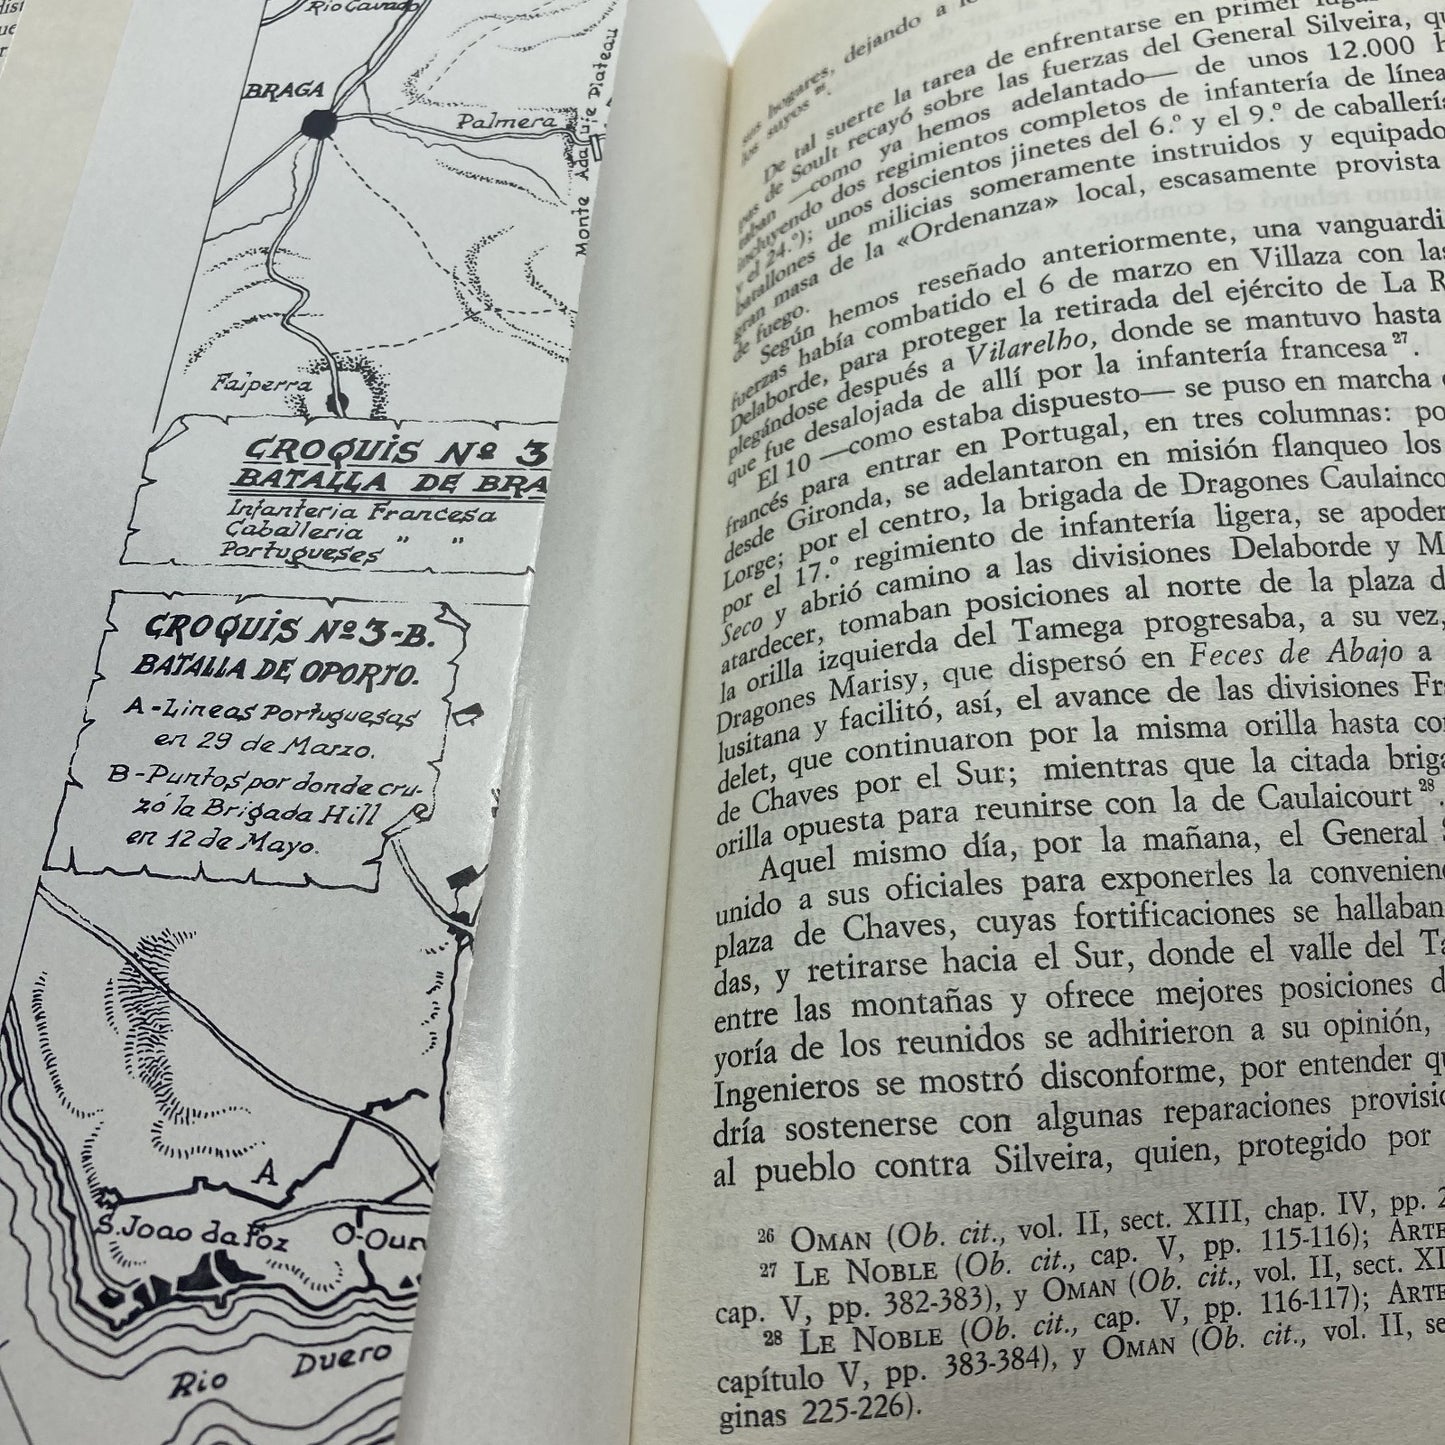 Rio Cavado
BRAGA
Palmera
Monte Adaufe Plateau
Falperra
CROQUIS Nº 3
BATALLA DE BRA
Infanteria Francesa
Caballeria " "
Portugueses
CROQUIS Nº 3-B.
BATALLA DE OPORTO.
A - Lineas Portuguesas
en 29 de Marzo.
B - Puntos por donde cru-
zó la Brigada Hill
en 12 de Mayo.
A
S. Joao da Foz
O-Our
Rio Duero
sus hogares, dejando a
los suyos 26.
De tal suerte la tarea de enfrentarse en primer
pas de Soult recayó sobre las fuerzas del General Silveira, qu
taban —como ya hemos adelantado— de unos 12.000 h
incluyendo dos regimientos completos de infantería de línea
y el 24.º); unos doscientos jinetes del 6.º y el 9.º de caballería
batallones de milicias someramente instruidos y equipado
gran masa de la «Ordenanza» local, escasamente provista
de fuego.
Según hemos reseñado anteriormente, una vanguardi
fuerzas había combatido el 6 de marzo en Villaza con las
Delaborde, para proteger la retirada del ejército de La R
plegándose después a Vilarelho, donde se mantuvo hasta
que fue desalojada de allí por la infantería francesa 27.
El 10 —como estaba dispuesto— se puso en marcha
francés para entrar en Portugal, en tres columnas: po
desde Gironda, se adelantaron en misión flanqueo los
Lorge; por el centro, la brigada de Dragones Caulainco
por el 17.º regimiento de infantería ligera, se apoder
Seco y abrió camino a las divisiones Delaborde y M
atardecer, tomaban posiciones al norte de la plaza d
la orilla izquierda del Tamega progresaba, a su vez,
Dragones Marisy, que dispersó en Feces de Abajo a
lusitana y facilitó, así, el avance de las divisiones Fr
delet, que continuaron por la misma orilla hasta co
de Chaves por el Sur; mientras que la citada briga
orilla opuesta para reunirse con la de Caulaicourt 28.
Aquel mismo día, por la mañana, el General S
unido a sus oficiales para exponerles la convenienc
plaza de Chaves, cuyas fortificaciones se hallaban
das, y retirarse hacia el Sur, donde el valle del Ta
entre las montañas y ofrece mejores posiciones d
yoría de los reunidos se adhirieron a su opinión,
Ingenieros se mostró disconforme, por entender qu
dría sostenerse con algunas reparaciones provisio
al pueblo contra Silveira, quien, protegido por
26 OMAN (Ob. cit., vol. II, sect. XIII, chap. IV, pp. 2
27 LE NOBLE (Ob. cit., cap. V, pp. 115-116); ARTE
cap. V, pp. 382-383), y OMAN (Ob. cit., vol. II, sect. XI
28 LE NOBLE (Ob. cit., cap. V, pp. 116-117); ARTE
capítulo V, pp. 383-384), y OMAN (Ob. cit., vol. II, se
ginas 225-226).